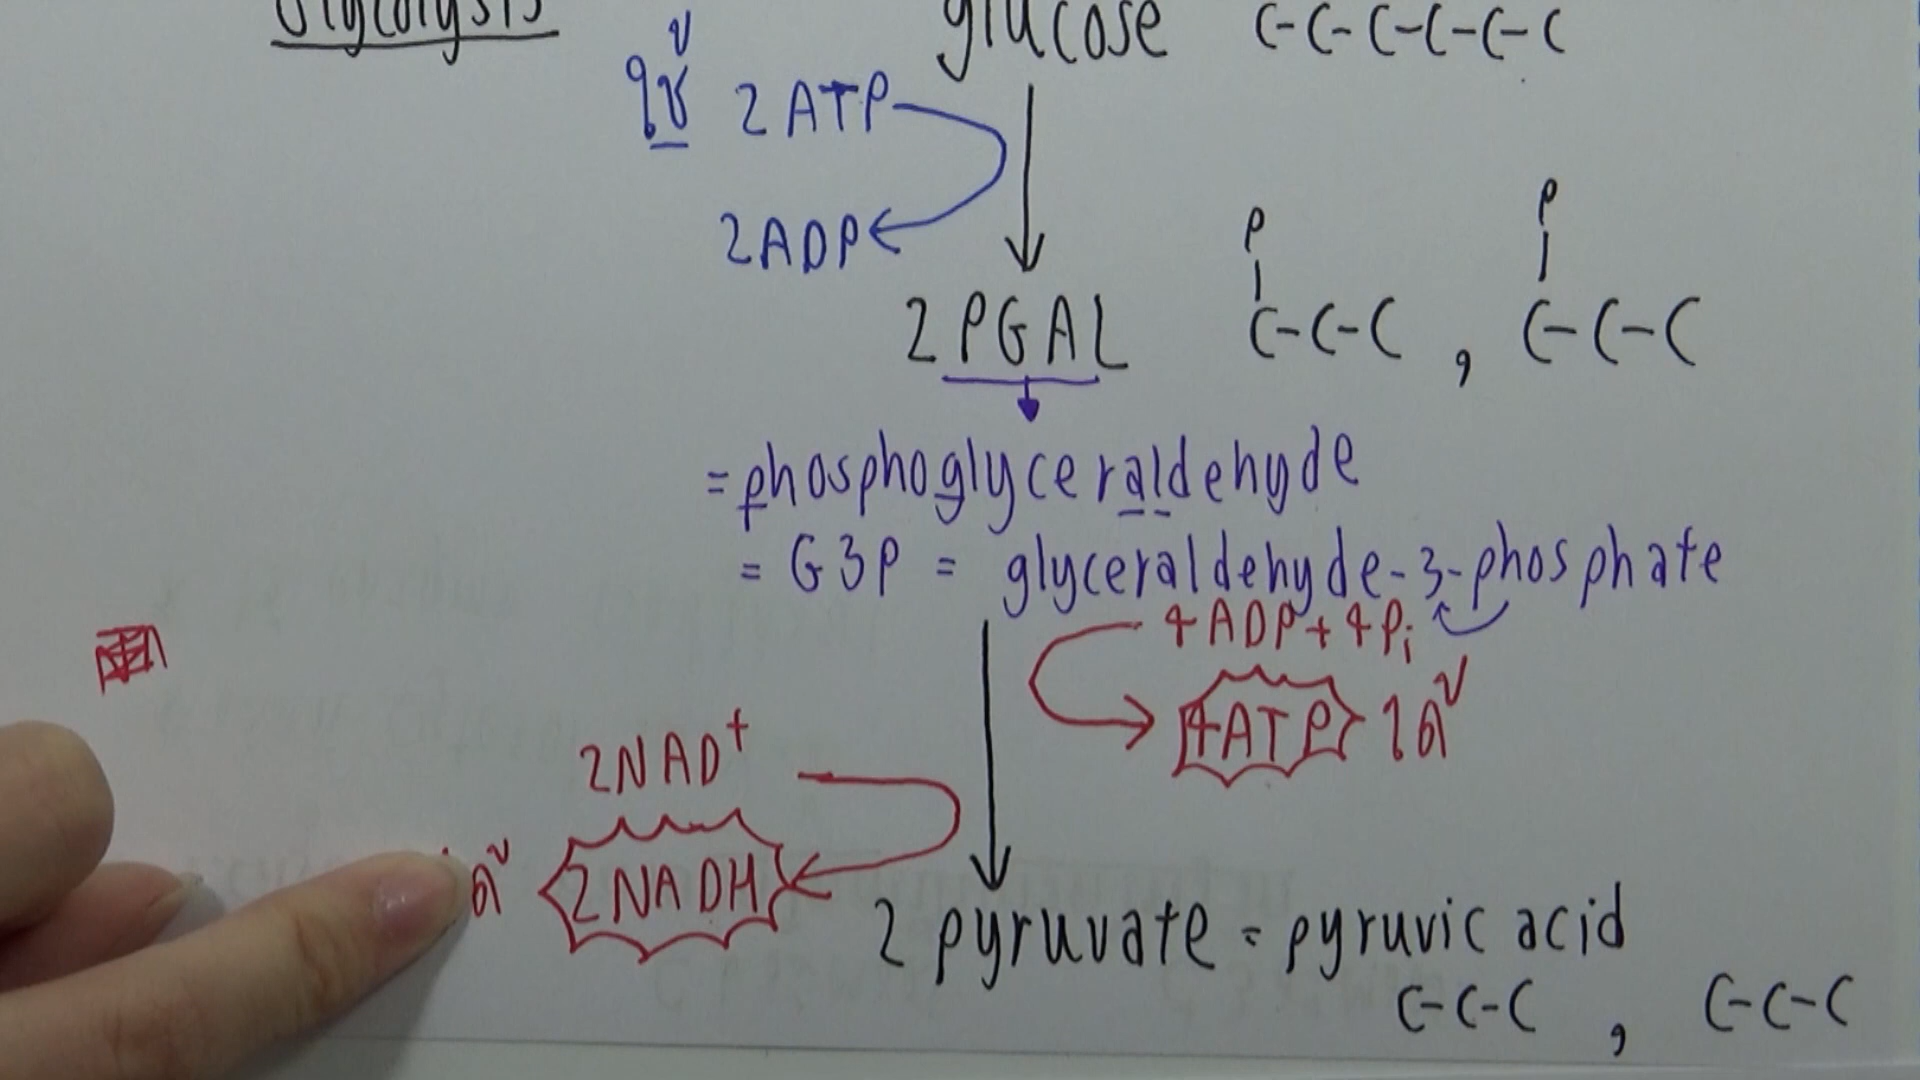 Glycolysis
glucose C-C-C-C-C-C
ใช้ 2ATP
2ADP
P P
2PGAL C-C-C , C-C-C
= phosphoglyceraldehyde
= G3P = glyceraldehyde-3-phosphate
4ADP + 4Pi
4ATP ได้
2NAD+
ได้ 2NADH
2 pyruvate = pyruvic acid
C-C-C , C-C-C